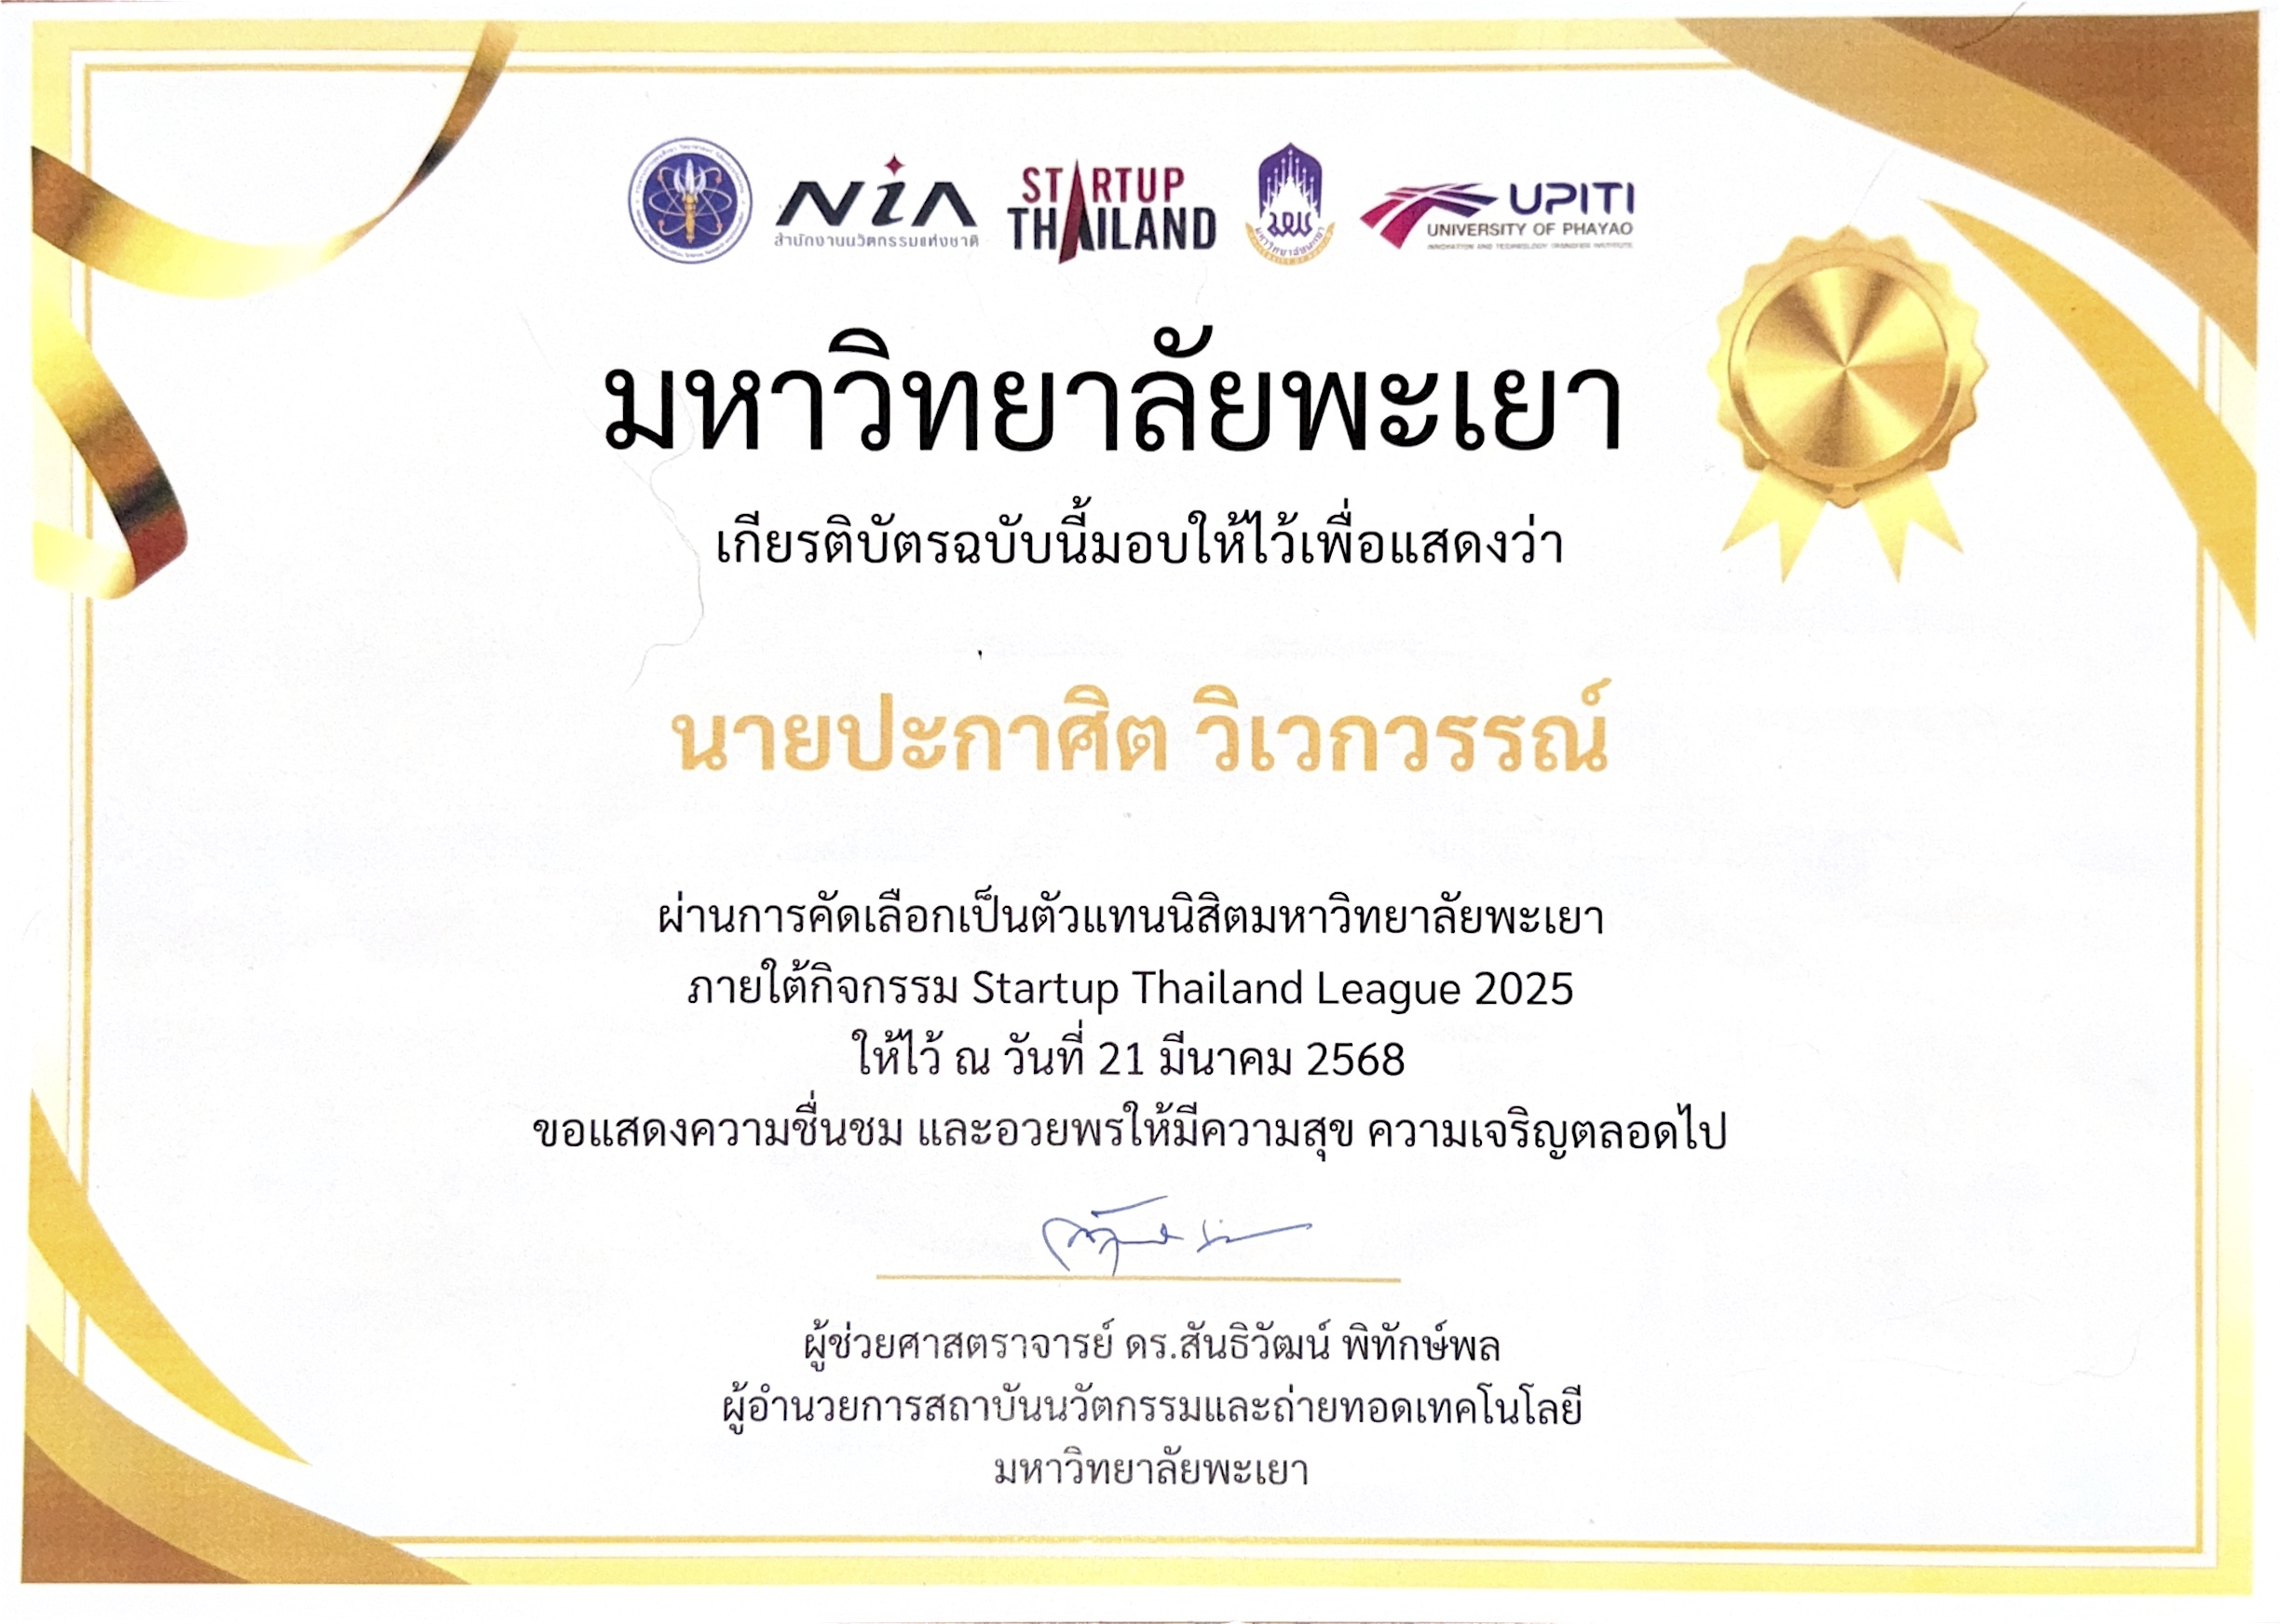 NIA
สำนักงานนวัตกรรมแห่งชาติ
STARTUP
THAILAND
มหาวิทยาลัยพะเยา
UPITI
UNIVERSITY OF PHAYAO
INNOVATION AND TECHNOLOGY TRANSFER INSTITUTE
มหาวิทยาลัยพะเยา
เกียรติบัตรฉบับนี้มอบให้ไว้เพื่อแสดงว่า
นายปะกาศิต วิเวกวรรณ์
ผ่านการคัดเลือกเป็นตัวแทนนิสิตมหาวิทยาลัยพะเยา
ภายใต้กิจกรรม Startup Thailand League 2025
ให้ไว้ ณ วันที่ 21 มีนาคม 2568
ขอแสดงความชื่นชม และอวยพรให้มีความสุข ความเจริญตลอดไป
ผู้ช่วยศาสตราจารย์ ดร.สันธิวัฒน์ พิทักษ์พล
ผู้อำนวยการสถาบันนวัตกรรมและถ่ายทอดเทคโนโลยี
มหาวิทยาลัยพะเยา